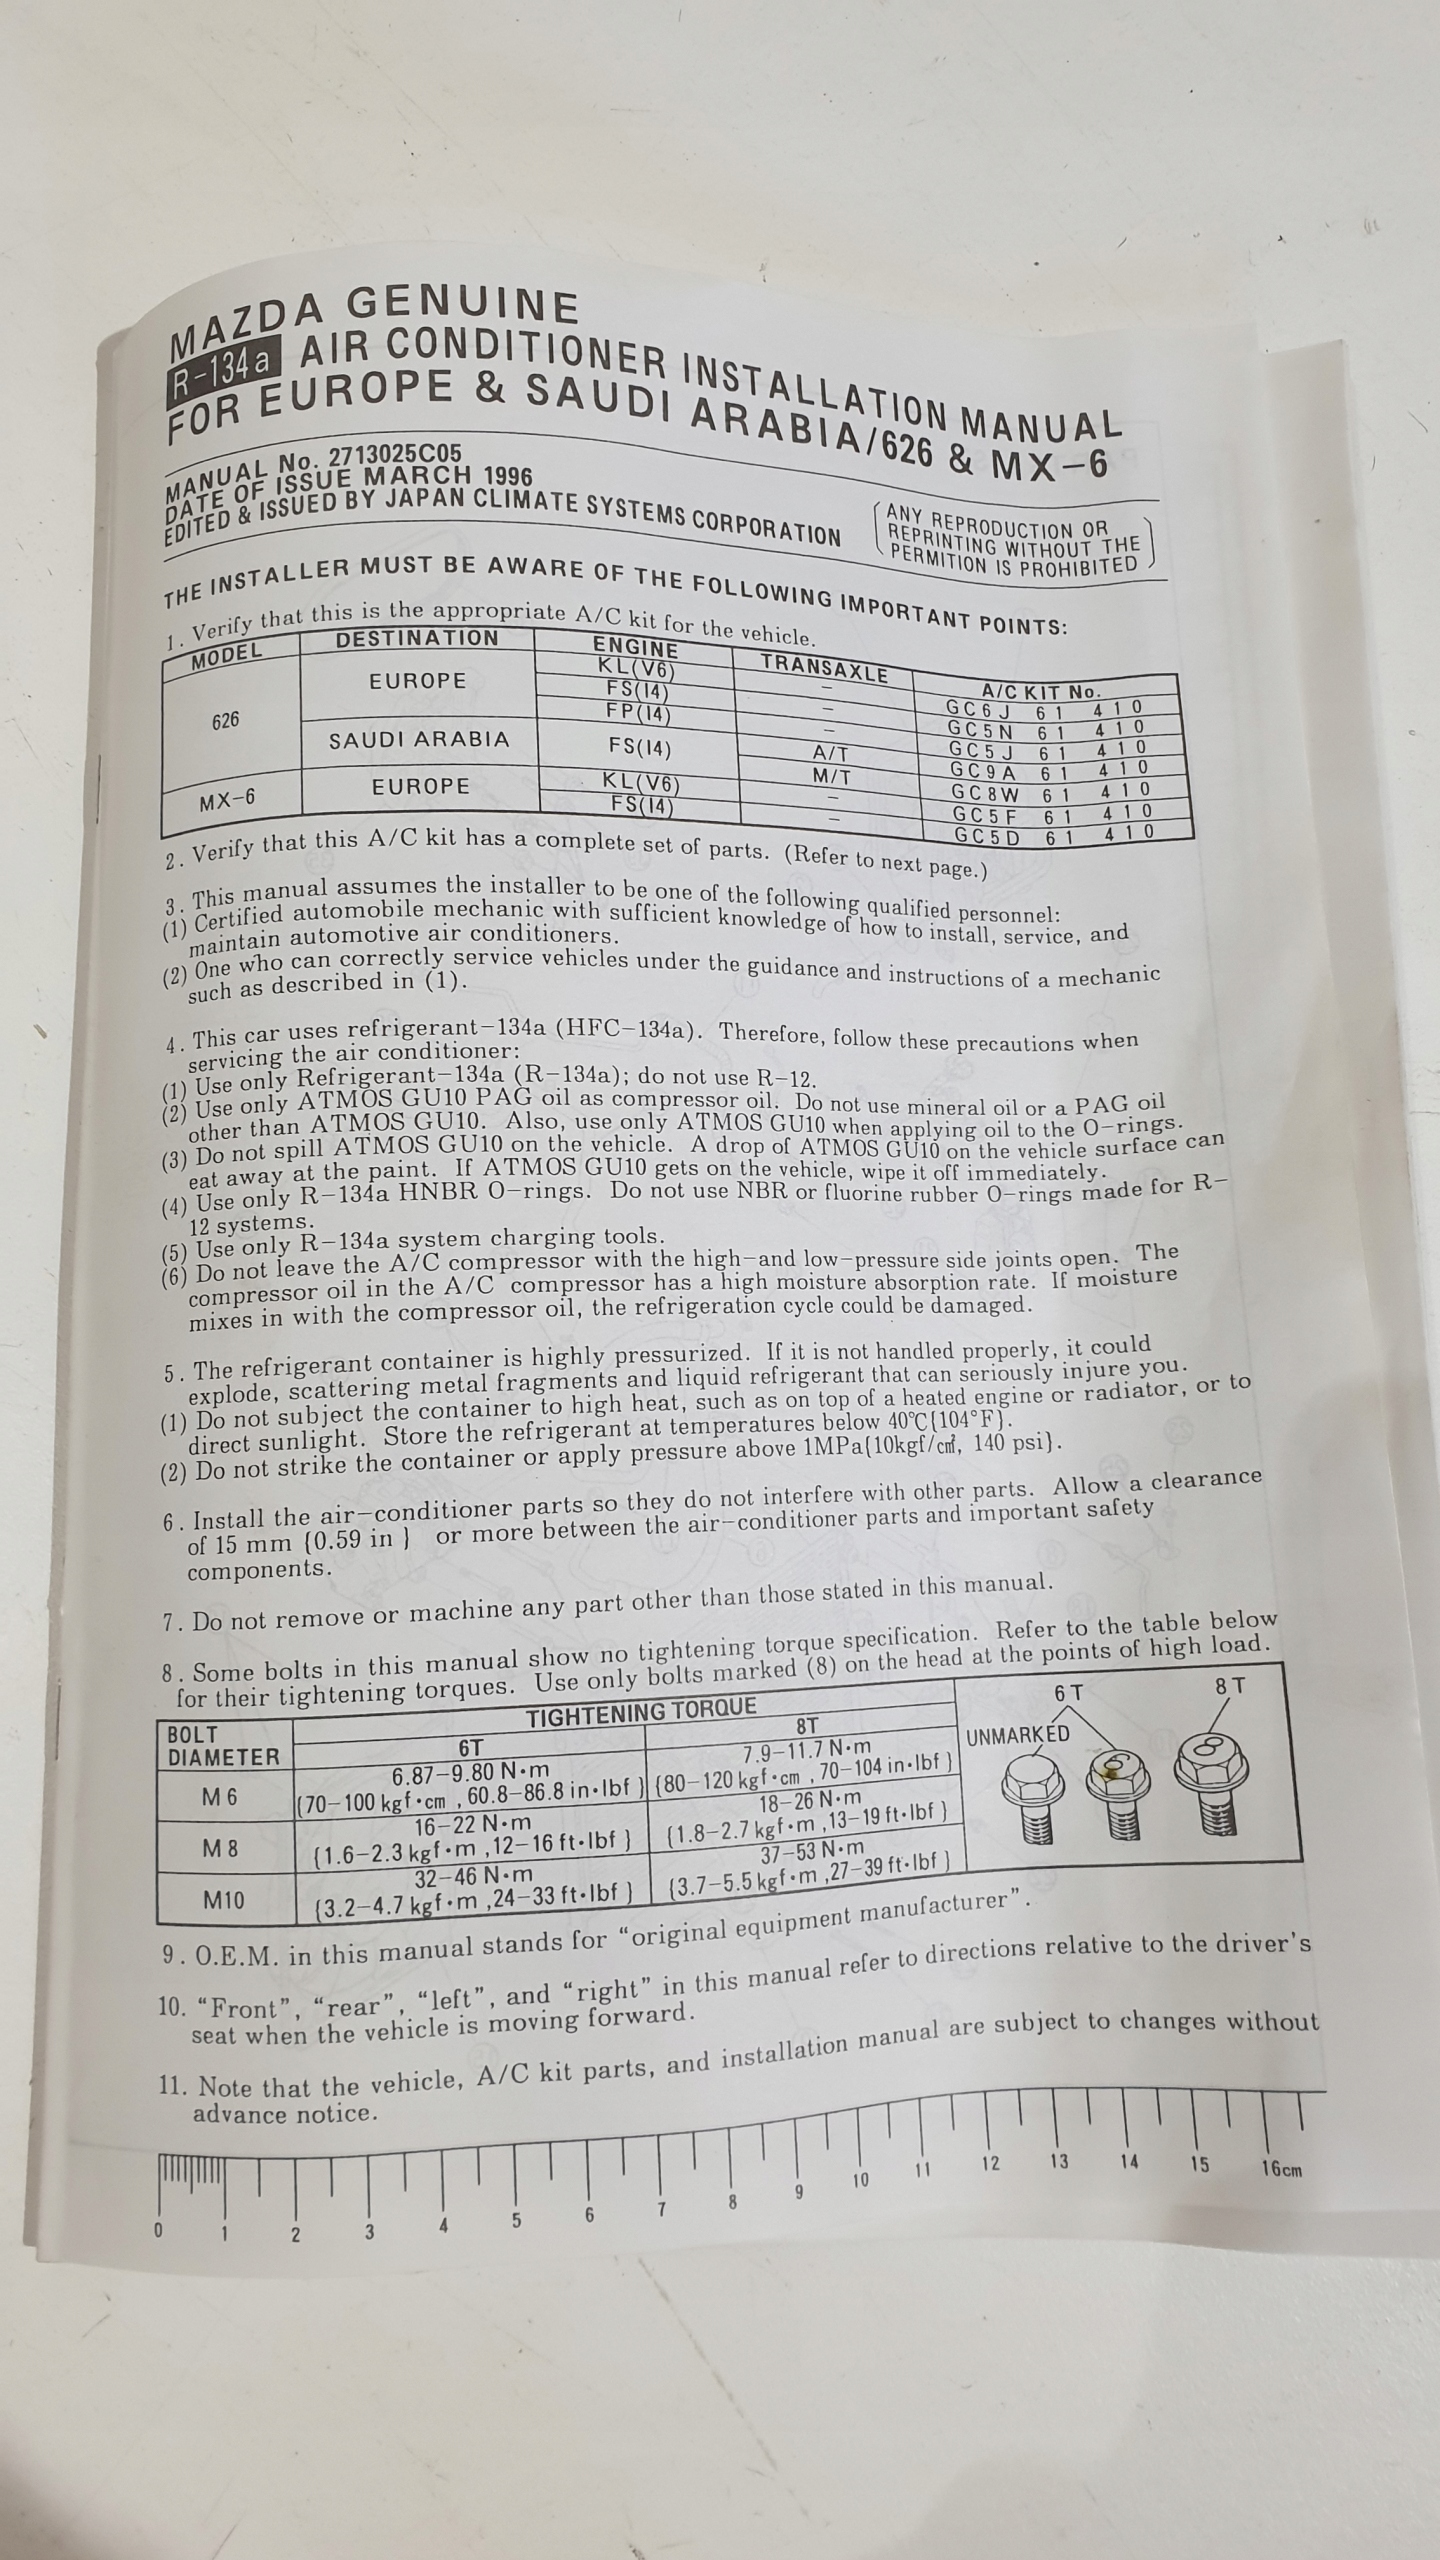 MAZDA GENUINE
R-134a AIR CONDITIONER INSTALLATION MANUAL
FOR EUROPE & SAUDI ARABIA/626 & MX-6
MANUAL No. 2713025C05
DATE OF ISSUE MARCH 1996
EDITED & ISSUED BY JAPAN CLIMATE SYSTEMS CORPORATION
ANY REPRODUCTION OR
REPRINTING WITHOUT THE
PERMITION IS PROHIBITED
THE INSTALLER MUST BE AWARE OF THE FOLLOWING IMPORTANT POINTS:
1. Verify that this is the appropriate A/C kit for the vehicle.
MODEL DESTINATION ENGINE TRANSAXLE A/C KIT No.
626 EUROPE KL(V6) – GC6J 61 410
FS(I4) – GC5N 61 410
FP(I4) – GC5J 61 410
SAUDI ARABIA FS(I4) A/T GC9A 61 410
M/T GC8W 61 410
MX-6 EUROPE KL(V6) – GC5F 61 410
FS(I4) – GC5D 61 410
2. Verify that this A/C kit has a complete set of parts. (Refer to next page.)
3. This manual assumes the installer to be one of the following qualified personnel:
(1) Certified automobile mechanic with sufficient knowledge of how to install, service, and
maintain automotive air conditioners.
(2) One who can correctly service vehicles under the guidance and instructions of a mechanic
such as described in (1).
4. This car uses refrigerant-134a (HFC-134a). Therefore, follow these precautions when
servicing the air conditioner:
(1) Use only Refrigerant-134a (R-134a); do not use R-12.
(2) Use only ATMOS GU10 PAG oil as compressor oil. Do not use mineral oil or a PAG oil
other than ATMOS GU10. Also, use only ATMOS GU10 when applying oil to the O-rings.
(3) Do not spill ATMOS GU10 on the vehicle. A drop of ATMOS GU10 on the vehicle surface can
eat away at the paint. If ATMOS GU10 gets on the vehicle, wipe it off immediately.
(4) Use only R-134a HNBR O-rings. Do not use NBR or fluorine rubber O-rings made for R-
12 systems.
(5) Use only R-134a system charging tools.
(6) Do not leave the A/C compressor with the high-and low-pressure side joints open. The
compressor oil in the A/C compressor has a high moisture absorption rate. If moisture
mixes in with the compressor oil, the refrigeration cycle could be damaged.
5. The refrigerant container is highly pressurized. If it is not handled properly, it could
explode, scattering metal fragments and liquid refrigerant that can seriously injure you.
(1) Do not subject the container to high heat, such as on top of a heated engine or radiator, or to
direct sunlight. Store the refrigerant at temperatures below 40℃{104°F}.
(2) Do not strike the container or apply pressure above 1MPa{10kgf/㎠, 140 psi}.
6. Install the air-conditioner parts so they do not interfere with other parts. Allow a clearance
of 15 mm {0.59 in } or more between the air-conditioner parts and important safety
components.
7. Do not remove or machine any part other than those stated in this manual.
8. Some bolts in this manual show no tightening torque specification. Refer to the table below
for their tightening torques. Use only bolts marked (8) on the head at the points of high load.
BOLT DIAMETER TIGHTENING TORQUE
6T 8T
M6 6.87-9.80 N·m 7.9-11.7 N·m
{70-100 kgf·cm , 60.8-86.8 in·lbf } {80-120 kgf·cm , 70-104 in·lbf }
M8 16-22 N·m 18-26 N·m
{1.6-2.3 kgf·m ,12-16 ft·lbf } {1.8-2.7 kgf·m ,13-19 ft·lbf }
M10 32-46 N·m 37-53 N·m
{3.2-4.7 kgf·m ,24-33 ft·lbf } {3.7-5.5 kgf·m ,27-39 ft·lbf }
6T 8T
UNMARKED
6 8
9. O.E.M. in this manual stands for “original equipment manufacturer”.
10. “Front”, “rear”, “left”, and “right” in this manual refer to directions relative to the driver's
seat when the vehicle is moving forward.
11. Note that the vehicle, A/C kit parts, and installation manual are subject to changes without
advance notice.
0 1 2 3 4 5 6 7 8 9 10 11 12 13 14 15 16cm